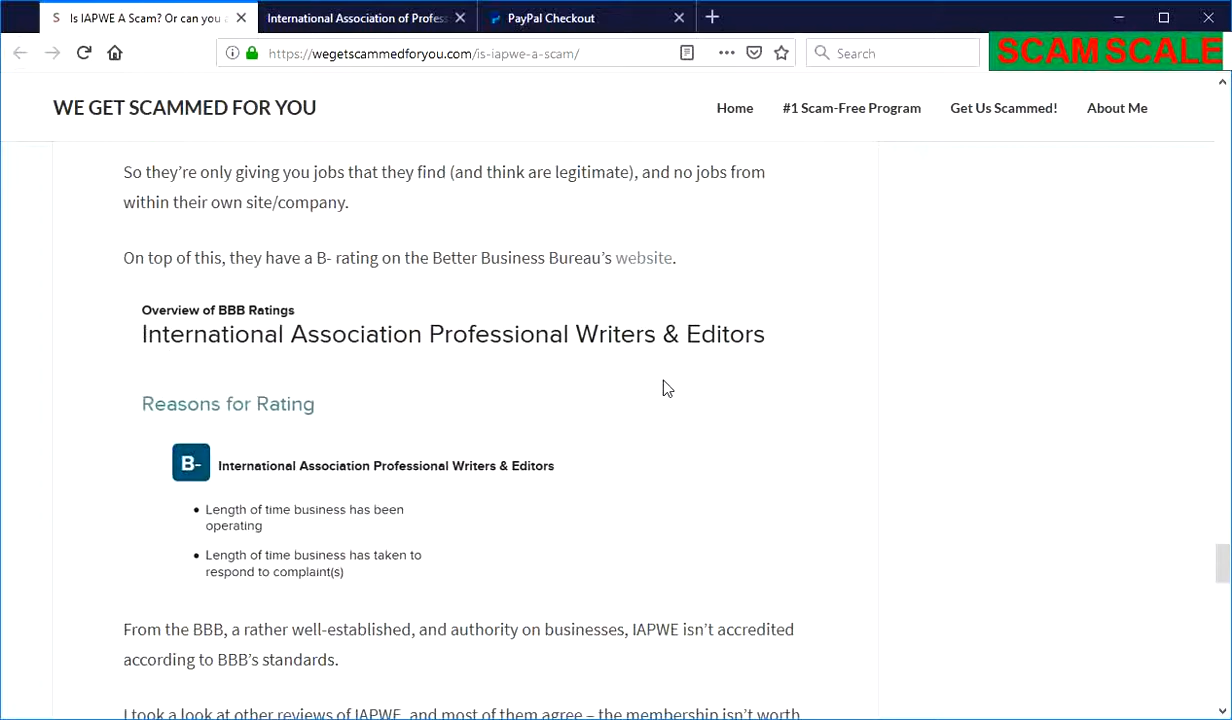 Is IAPWE A Scam? Or can you
International Association of Profess
PayPal Checkout
https://wegetscammedforyou.com/is-iapwe-a-scam/
Search
SCAM SCALE
WE GET SCAMMED FOR YOU
Home
#1 Scam-Free Program
Get Us Scammed!
About Me
So they’re only giving you jobs that they find (and think are legitimate), and no jobs from
within their own site/company.
On top of this, they have a B- rating on the Better Business Bureau’s website.
Overview of BBB Ratings
International Association Professional Writers & Editors
Reasons for Rating
B-
International Association Professional Writers & Editors
• Length of time business has been
operating
• Length of time business has taken to
respond to complaint(s)
From the BBB, a rather well-established, and authority on businesses, IAPWE isn’t accredited
according to BBB’s standards.
I took a look at other reviews of IAPWE, and most of them agree – the membership isn’t worth